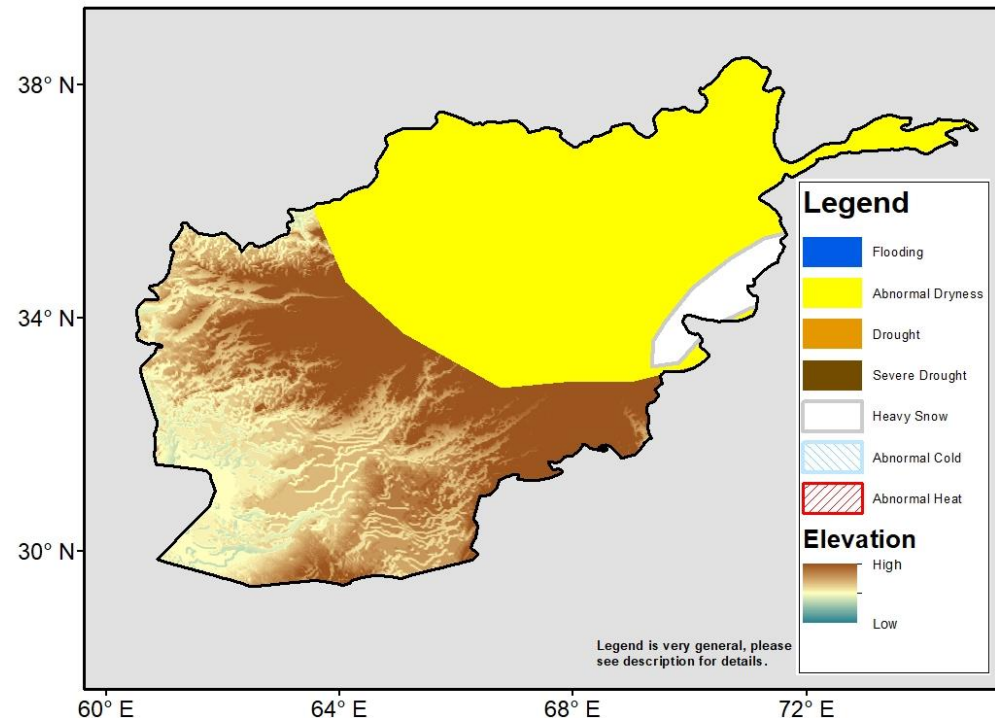 38° N
34° N
30° N
60° E
64° E
68° E
72° E
Legend
Flooding
Abnormal Dryness
Drought
Severe Drought
Heavy Snow
Abnormal Cold
Abnormal Heat
Elevation
High
Low
Legend is very general, please
see description for details.